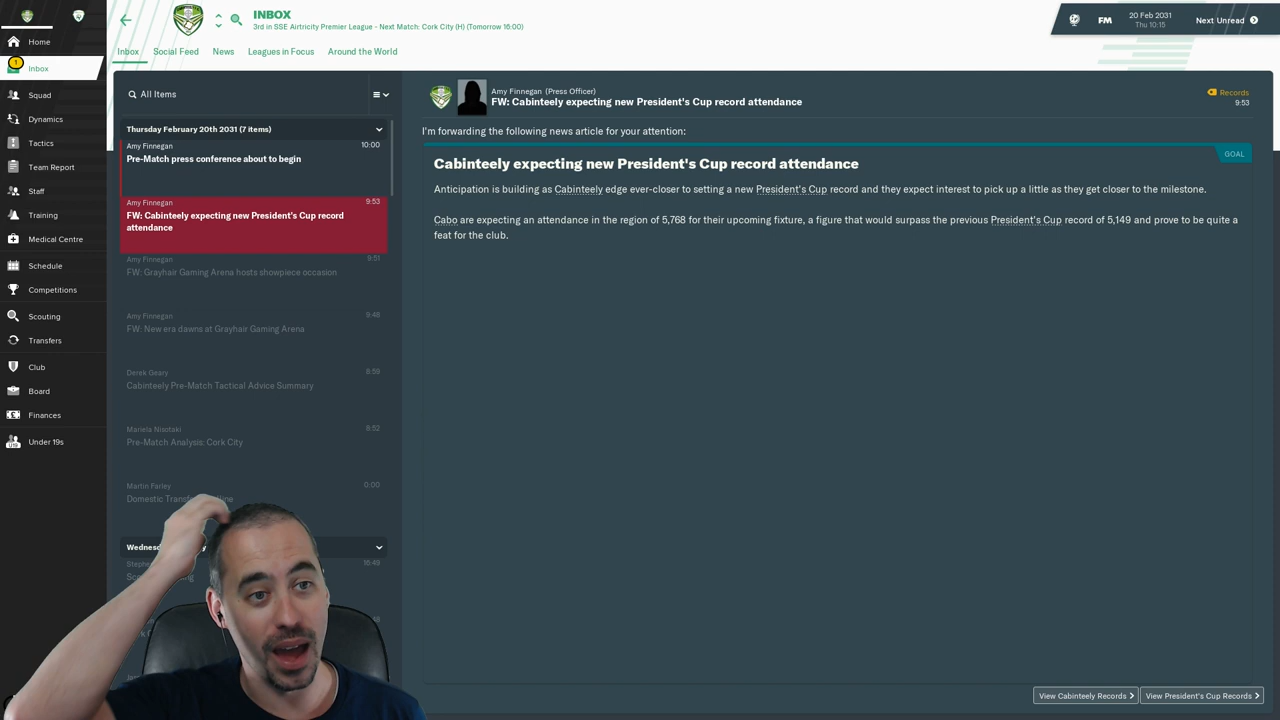 INBOX
3rd in SSE Airtricity Premier League - Next Match: Cork City (H) (Tomorrow 16:00)
FM
20 Feb 2031
Thu 10:15
Next Unread
Inbox
Social Feed
News
Leagues in Focus
Around the World
Home
1
Inbox
Squad
Dynamics
Tactics
Team Report
Staff
Training
Medical Centre
Schedule
Competitions
Scouting
Transfers
Club
Board
Finances
Under 19s
All Items
Thursday February 20th 2031 (7 items)
Amy Finnegan
10:00
Pre-Match press conference about to begin
Amy Finnegan
9:53
FW: Cabinteely expecting new President's Cup record
attendance
Amy Finnegan
9:51
FW: Grayhair Gaming Arena hosts showpiece occasion
Amy Finnegan
9:48
FW: New era dawns at Grayhair Gaming Arena
Derek Geary
8:59
Cabinteely Pre-Match Tactical Advice Summary
8:52
Pre-Match Analysis: Cork City
Martin Farley
0:00
Domestic
16:49
Amy Finnegan (Press Officer)
FW: Cabinteely expecting new President's Cup record attendance
Records
9:53
I'm forwarding the following news article for your attention:
GOAL
Cabinteely expecting new President's Cup record attendance
Anticipation is building as Cabinteely edge ever-closer to setting a new President's Cup record and they expect interest to pick up a little as they get closer to the milestone.
Cabo are expecting an attendance in the region of 5,768 for their upcoming fixture, a figure that would surpass the previous President's Cup record of 5,149 and prove to be quite a
feat for the club.
View Cabinteely Records
View President's Cup Records